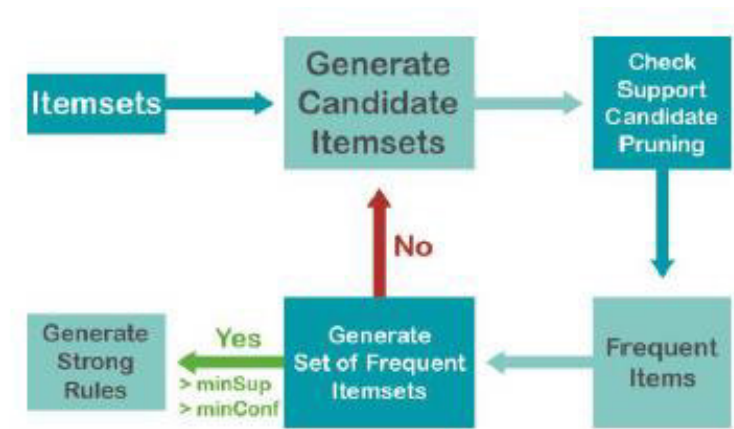 Itemsets
Generate
Candidate
Itemsets
Check
Support
Candidate
Pruning
No
Generate
Strong
Rules
Yes
> minSup
> minConf
Generate
Set of Frequent
Itemsets
Frequent
Items